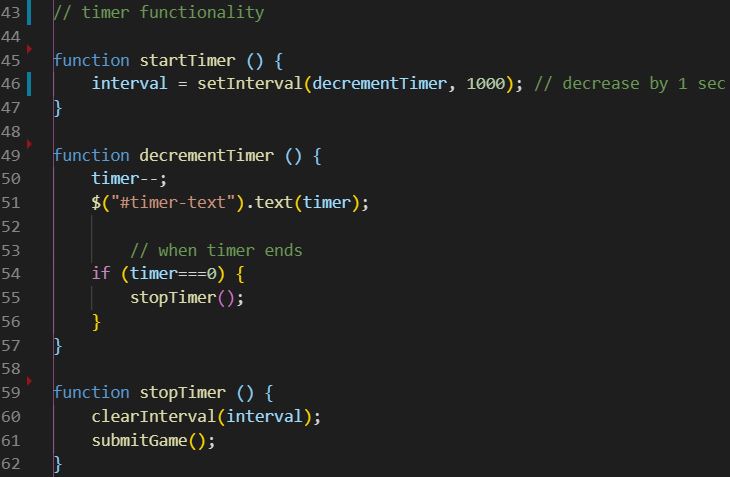 43 // timer functionality
44
45 function startTimer () {
46     interval = setInterval(decrementTimer, 1000); // decrease by 1 sec
47 }
48
49 function decrementTimer () {
50     timer--;
51     $("#timer-text").text(timer);
52
53         // when timer ends
54     if (timer===0) {
55         stopTimer();
56     }
57 }
58
59 function stopTimer () {
60     clearInterval(interval);
61     submitGame();
62 }